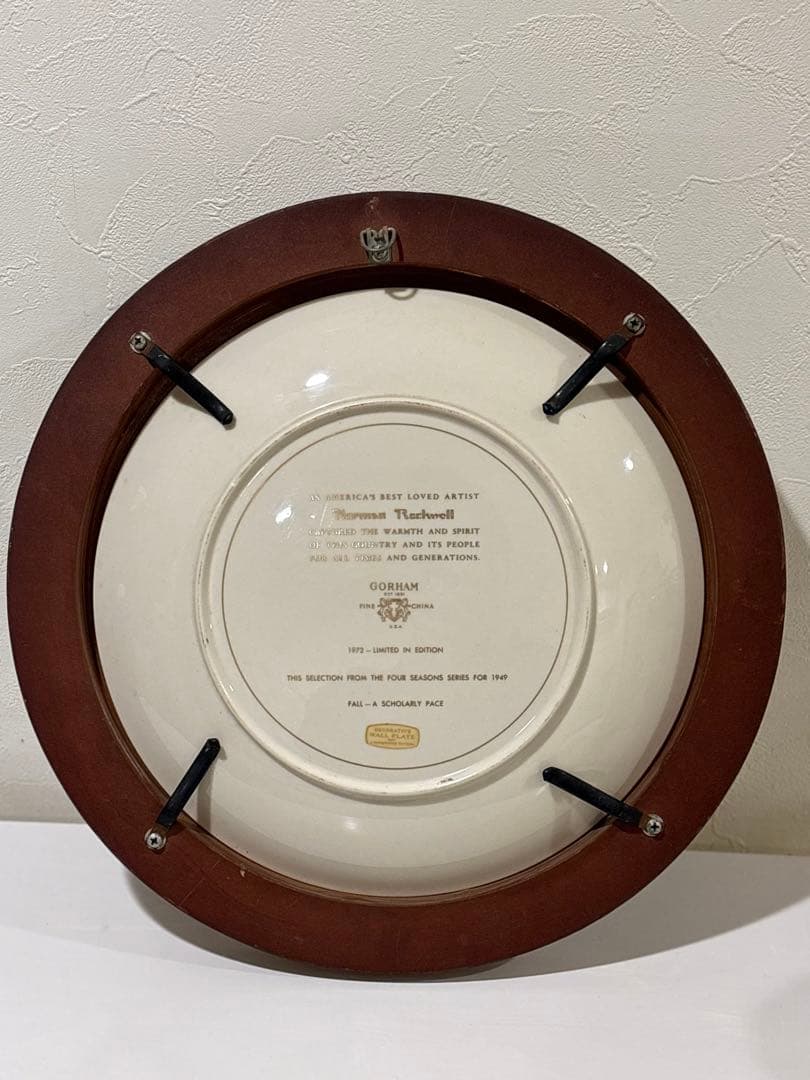 AS AMERICA'S BEST LOVED ARTIST
Norman Rockwell
CAPTURED THE WARMTH AND SPIRIT
OF THIS COUNTRY AND ITS PEOPLE
FOR ALL TIMES AND GENERATIONS.
GORHAM
EST 1831
FINE CHINA
U.S.A.
1972 — LIMITED IN EDITION
THIS SELECTION FROM THE FOUR SEASONS SERIES FOR 1949
FALL — A SCHOLARLY PACE
DECORATIVE
WALL PLATE